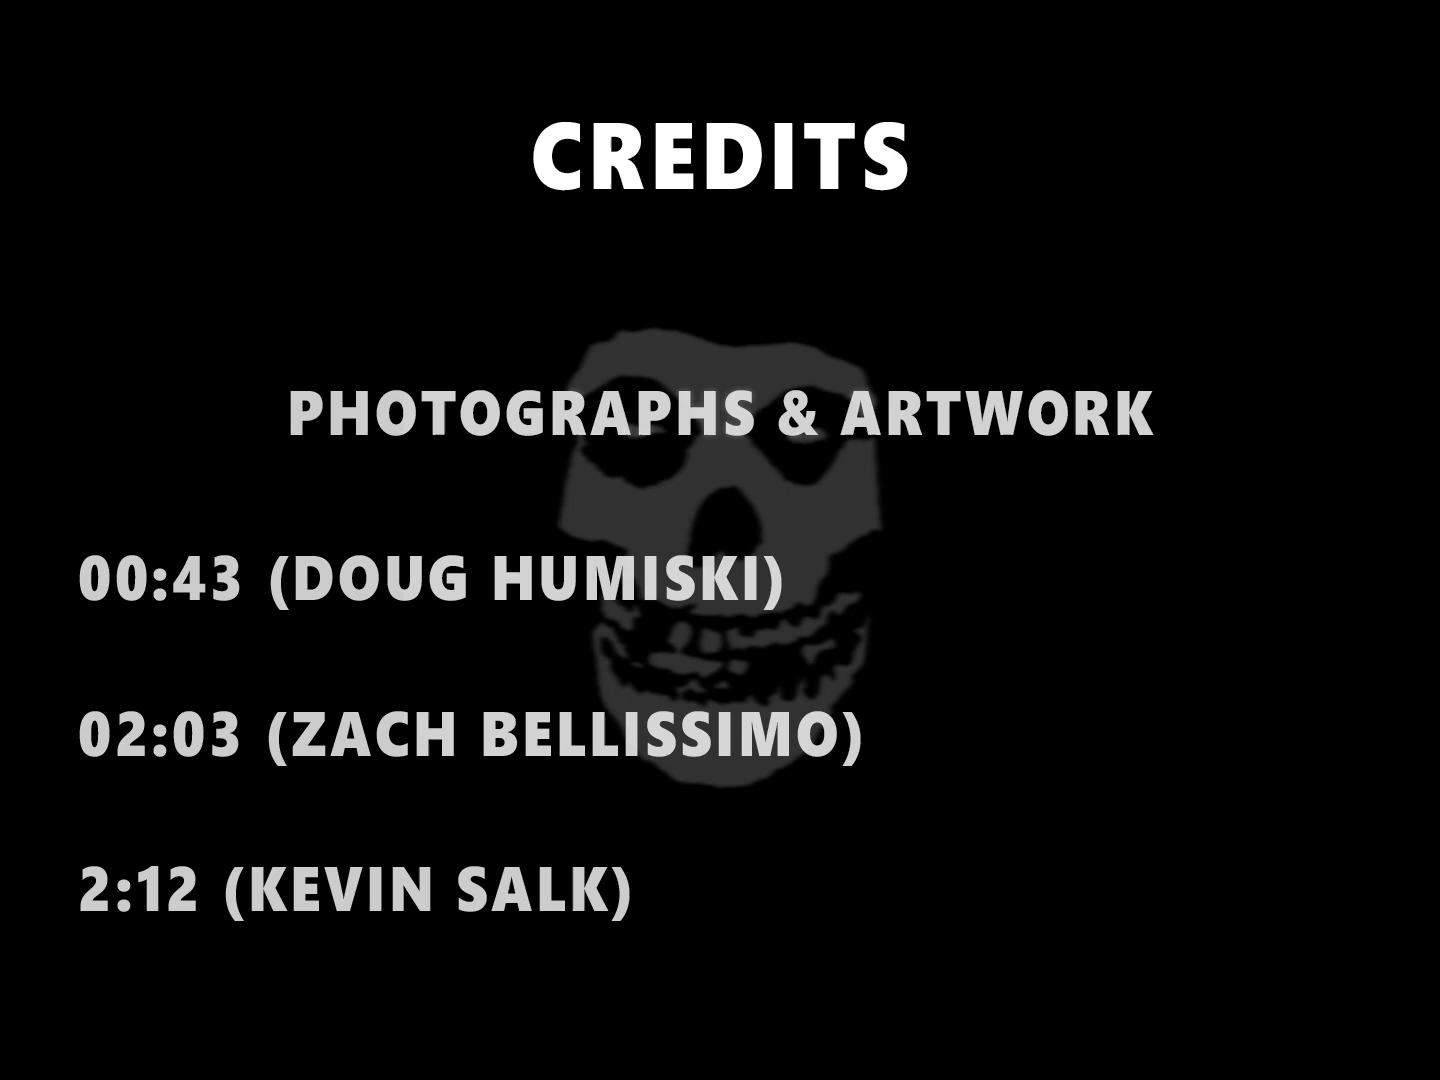 CREDITS
PHOTOGRAPHS & ARTWORK
00:43 (DOUG HUMISKI)
02:03 (ZACH BELLISSIMO)
2:12 (KEVIN SALK)